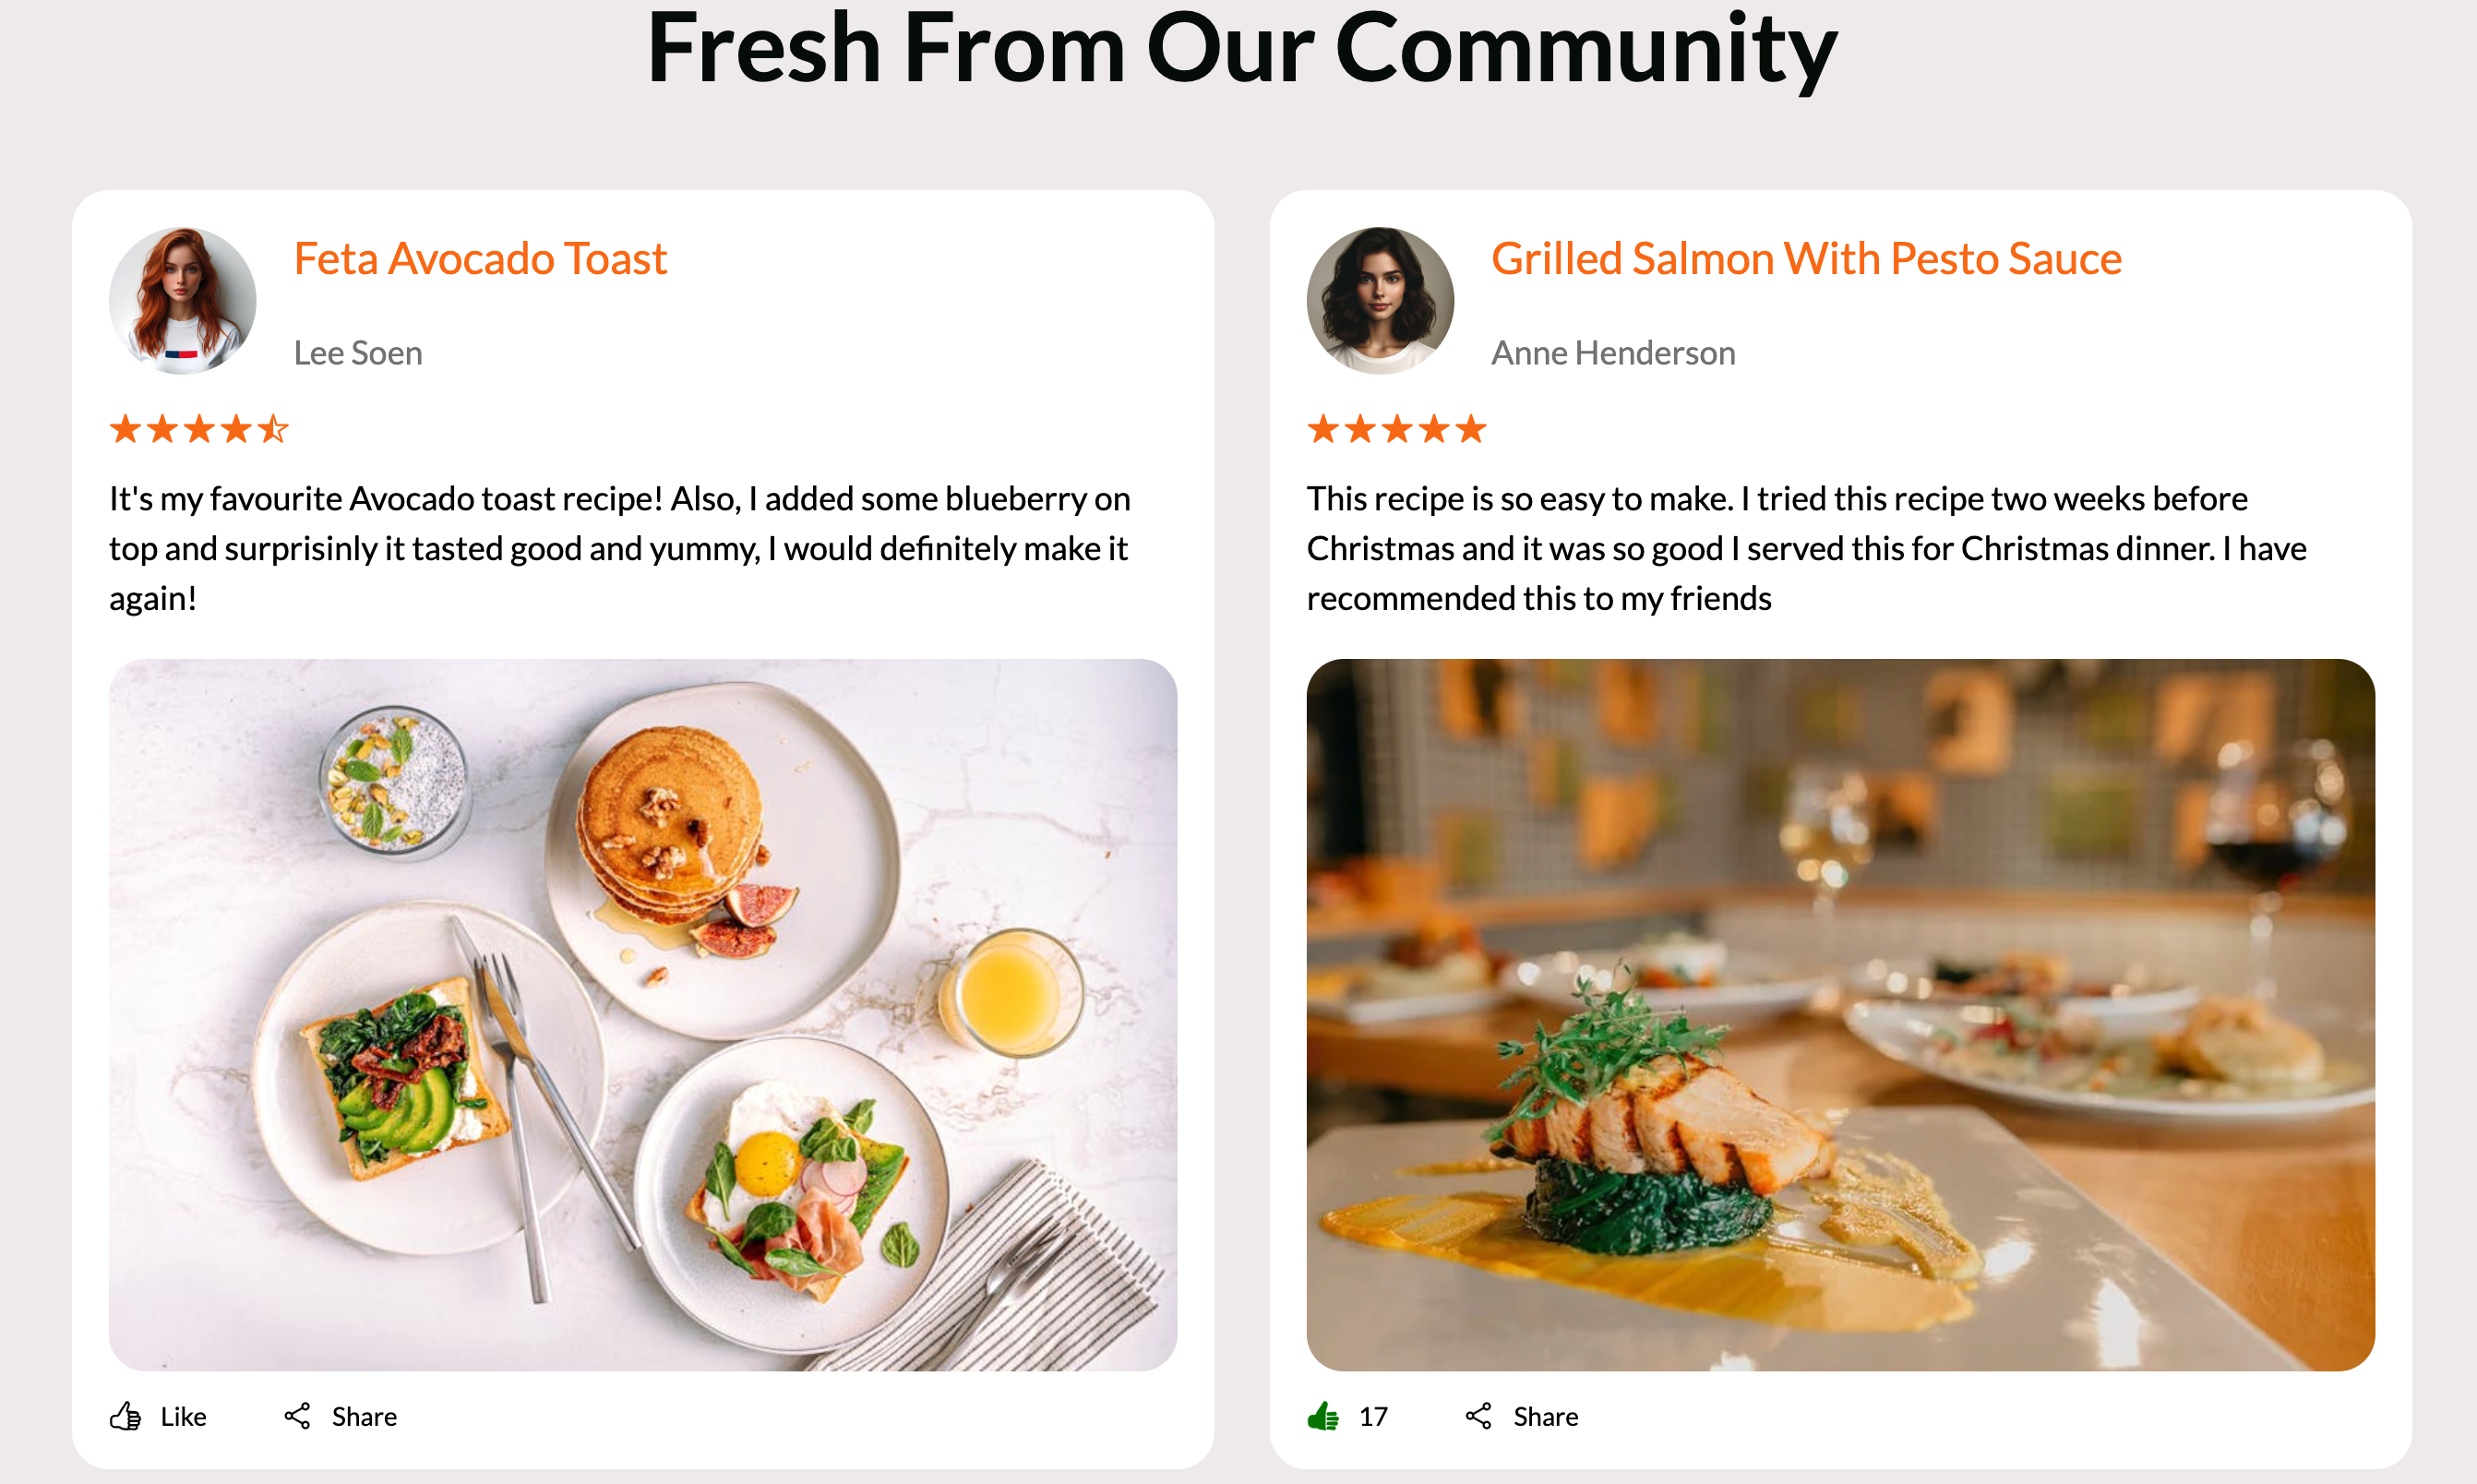 Fresh From Our Community
Feta Avocado Toast
Lee Soen
It's my favourite Avocado toast recipe! Also, I added some blueberry on
top and surprisinly it tasted good and yummy, I would definitely make it
again!
Like
Share
Grilled Salmon With Pesto Sauce
Anne Henderson
This recipe is so easy to make. I tried this recipe two weeks before
Christmas and it was so good I served this for Christmas dinner. I have
recommended this to my friends
17
Share